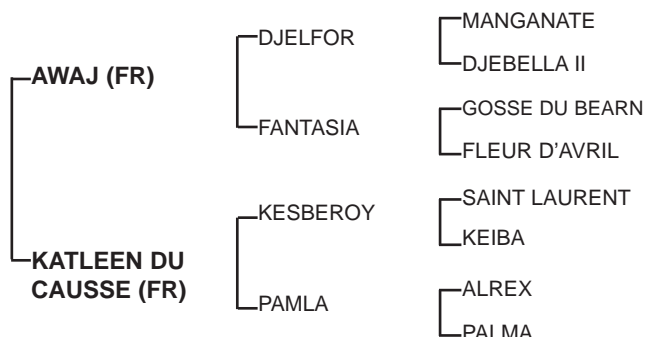 MANGANATE
DJELFOR
DJEBELLA II
AWAJ (FR)
GOSSE DU BEARN
FANTASIA
FLEUR D'AVRIL
SAINT LAURENT
KESBEROY
KEIBA
KATLEEN DU
CAUSSE (FR)
ALREX
PAMLA
PALMA